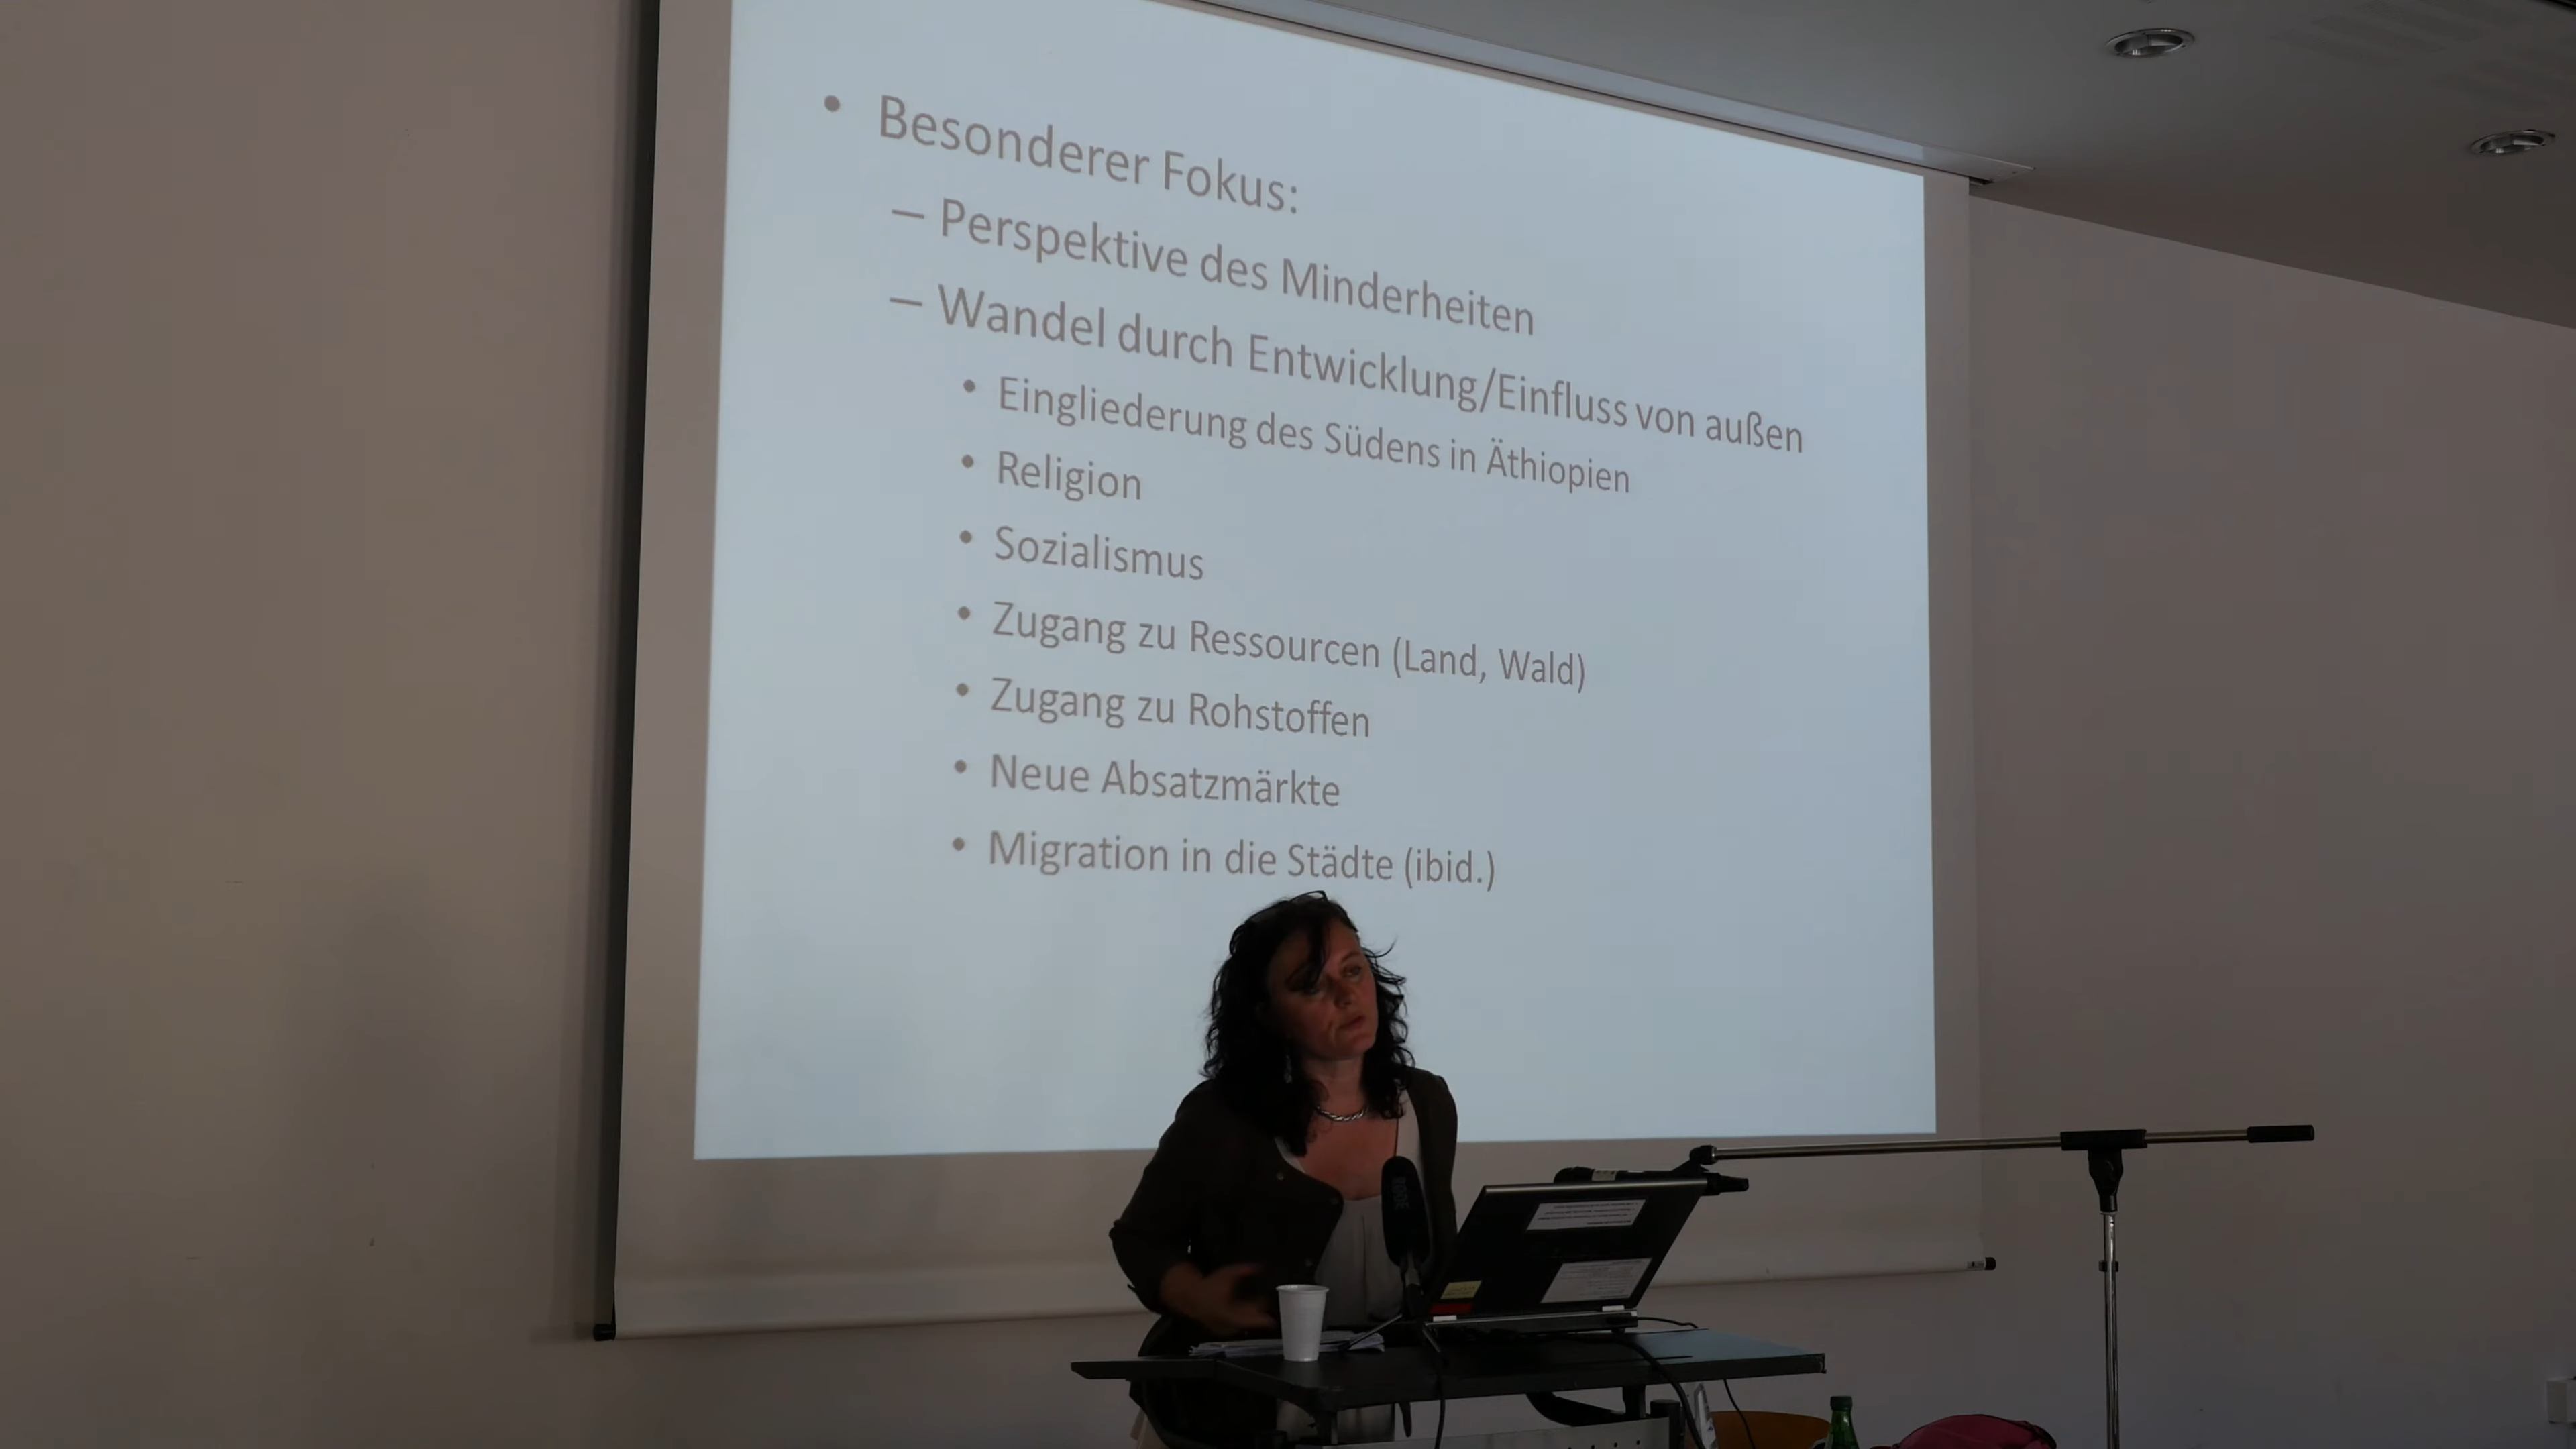 • Besonderer Fokus:
– Perspektive des Minderheiten
– Wandel durch Entwicklung/Einfluss von außen
• Eingliederung des Südens in Äthiopien
• Religion
• Sozialismus
• Zugang zu Ressourcen (Land, Wald)
• Zugang zu Rohstoffen
• Neue Absatzmärkte
• Migration in die Städte (ibid.)
RODE